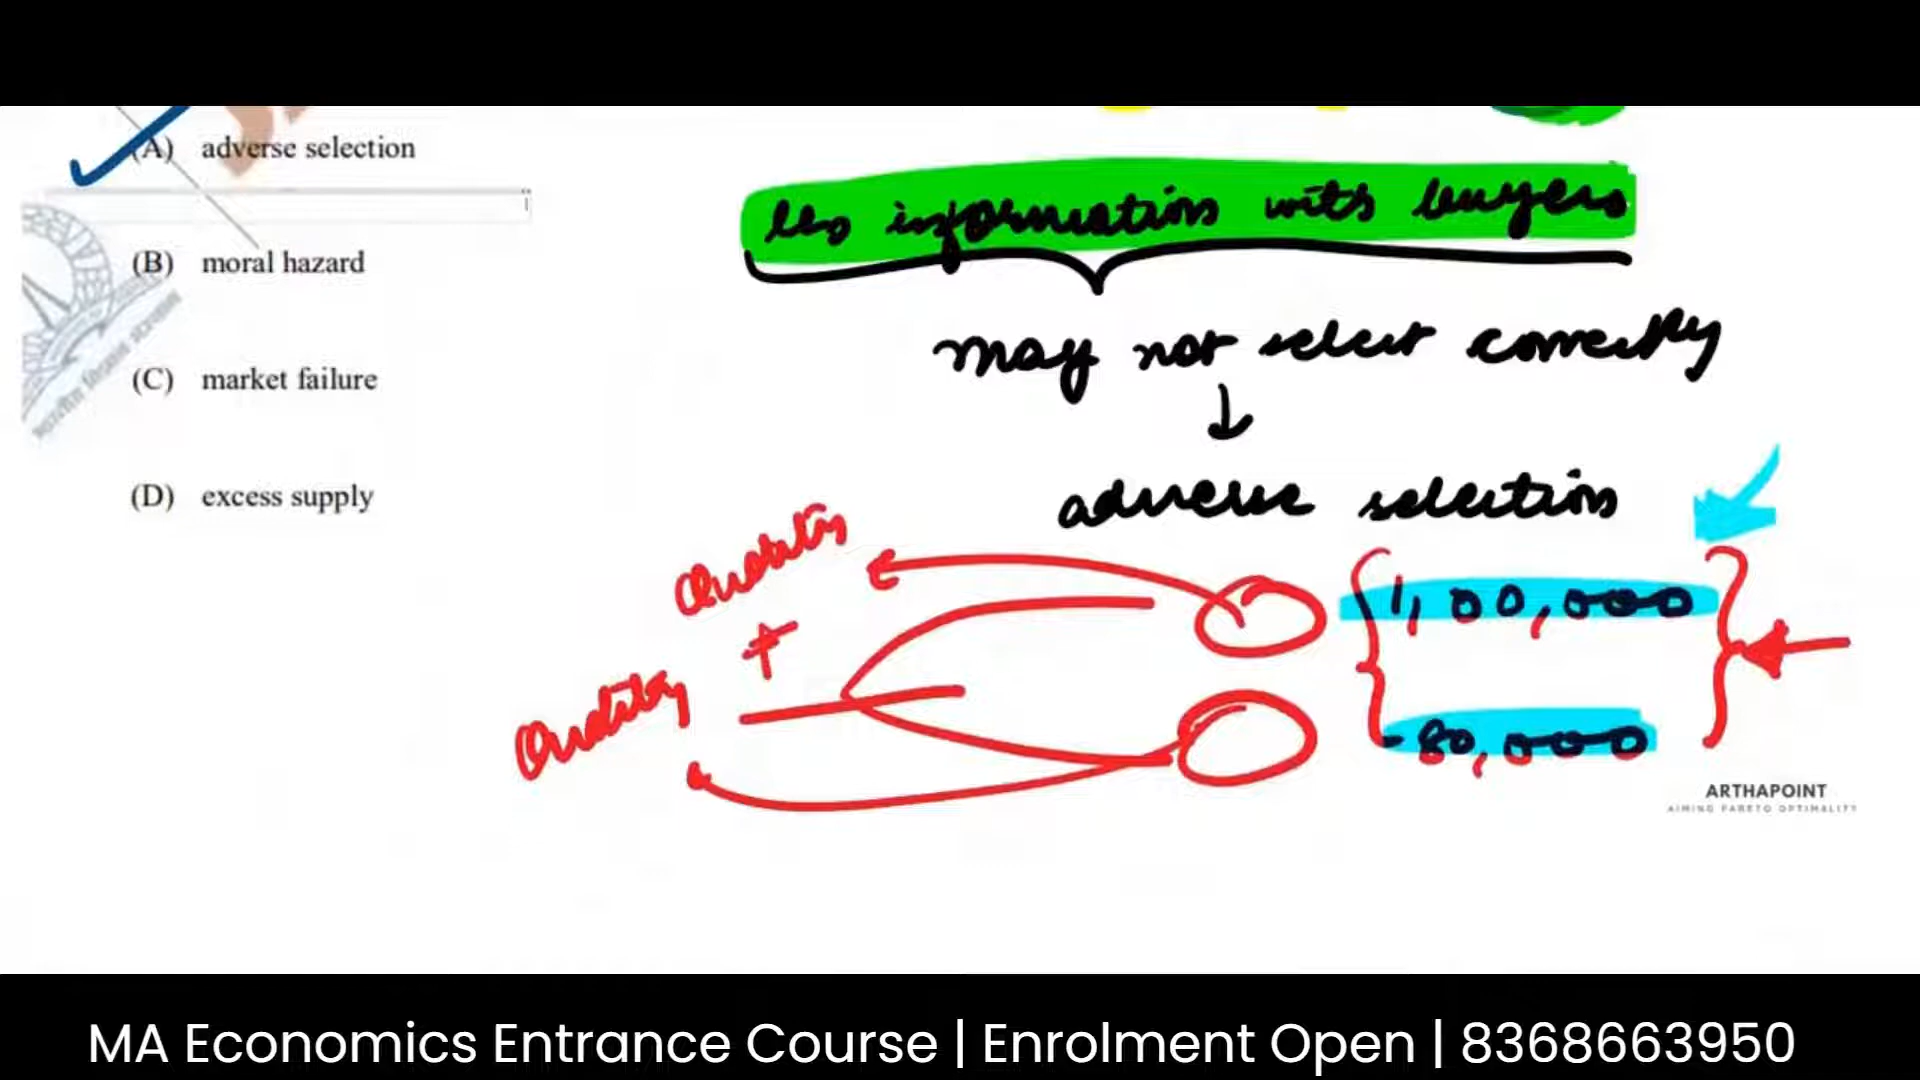 (A) adverse selection
(B) moral hazard
(C) market failure
(D) excess supply
less information with buyers
may not select correctly
adverse selection
Quality
Quality
1,00,000
80,000
ARTHAPOINT
AIMING PARETO OPTIMALITY
MA Economics Entrance Course | Enrolment Open | 8368663950